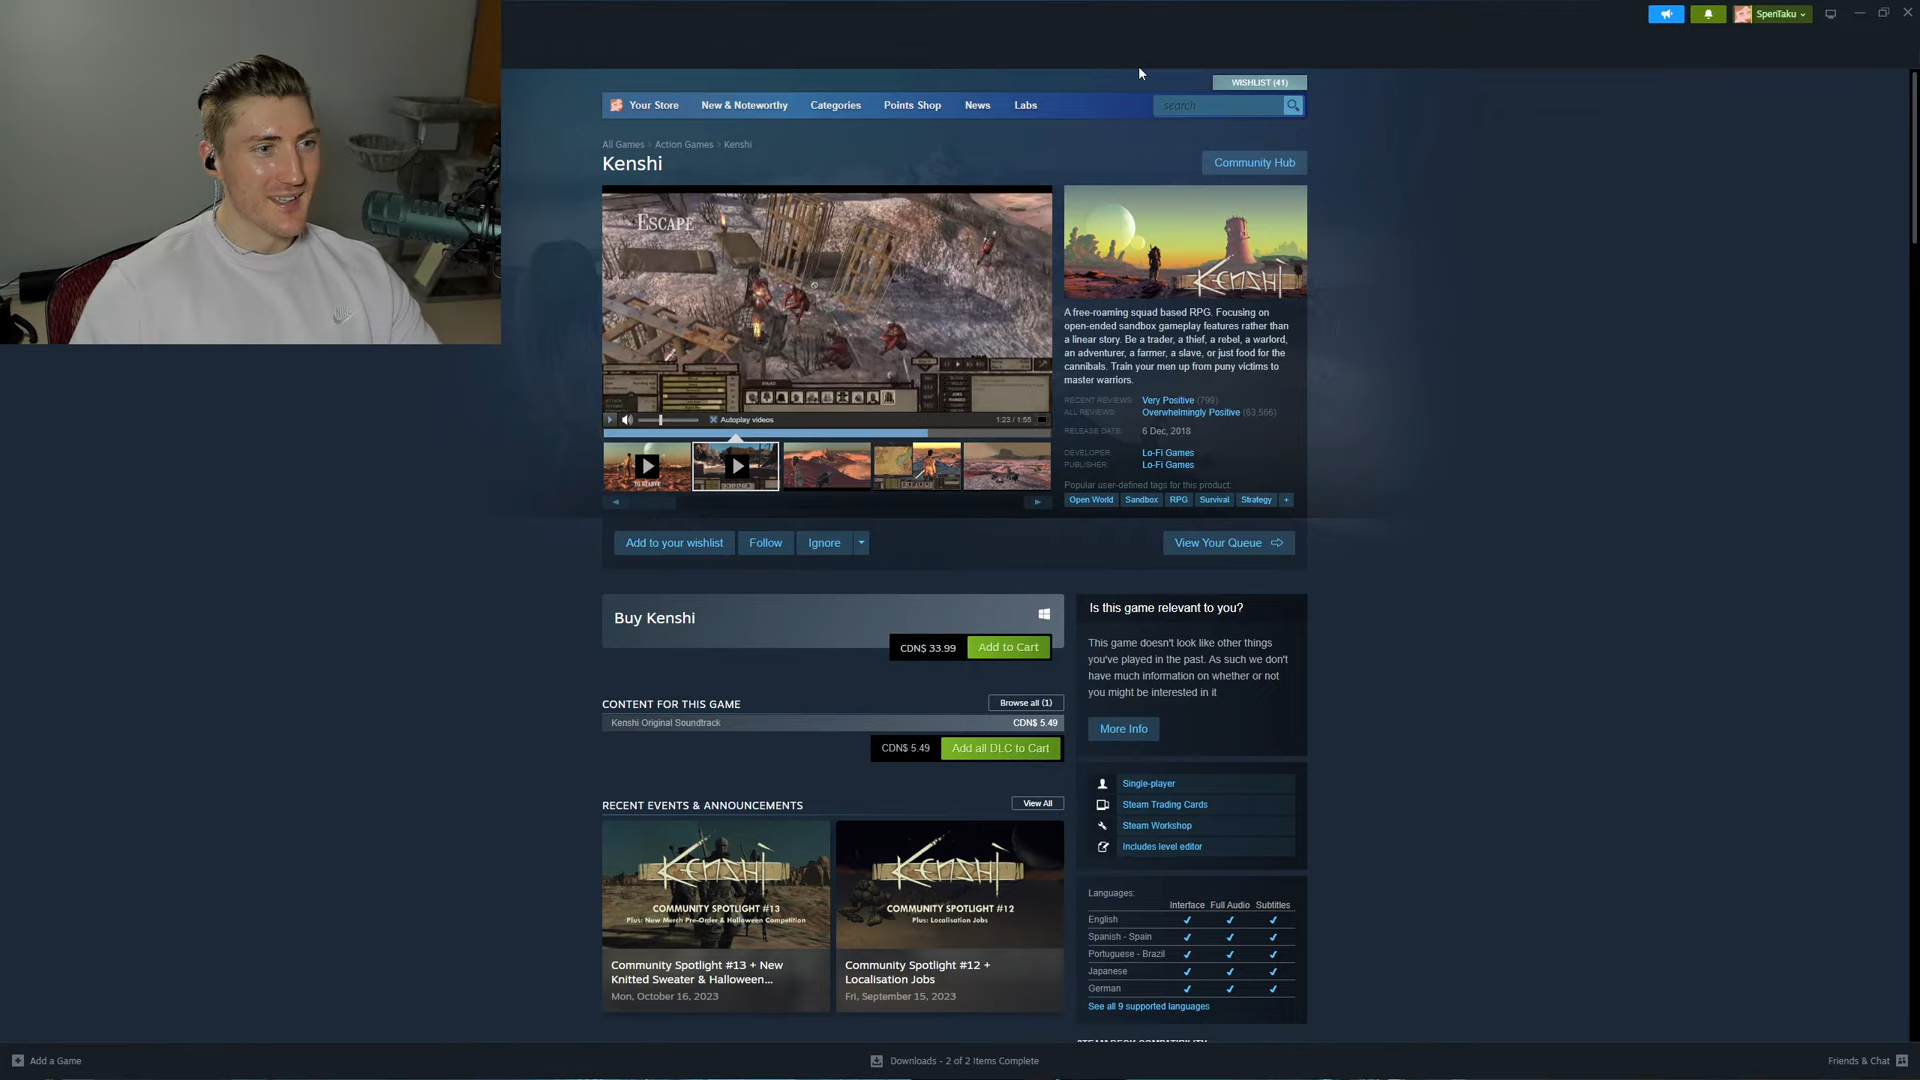 SpenTaku
WISHLIST (41)
Your Store
New & Noteworthy
Categories
Points Shop
News
Labs
search
All Games > Action Games > Kenshi
Kenshi
Community Hub
ESCAPE
Autoplay videos
1:23 / 1:55
KENSHI
A free-roaming squad based RPG. Focusing on
open-ended sandbox gameplay features rather than
a linear story. Be a trader, a thief, a rebel, a warlord,
an adventurer, a farmer, a slave, or just food for the
cannibals. Train your men up from puny victims to
master warriors.
RECENT REVIEWS: Very Positive (799)
ALL REVIEWS: Overwhelmingly Positive (63,566)
RELEASE DATE: 6 Dec, 2018
DEVELOPER: Lo-Fi Games
PUBLISHER: Lo-Fi Games
Popular user-defined tags for this product:
Open World Sandbox RPG Survival Strategy +
Add to your wishlist
Follow
Ignore
View Your Queue
Buy Kenshi
CDN$ 33.99
Add to Cart
CONTENT FOR THIS GAME
Browse all (1)
Kenshi Original Soundtrack
CDN$ 5.49
CDN$ 5.49
Add all DLC to Cart
RECENT EVENTS & ANNOUNCEMENTS
View All
KENSHI
COMMUNITY SPOTLIGHT #13
Plus: New Merch Pre-Order & Halloween Competition
Community Spotlight #13 + New
Knitted Sweater & Halloween...
Mon, October 16, 2023
KENSHI
COMMUNITY SPOTLIGHT #12
Plus: Localisation Jobs
Community Spotlight #12 +
Localisation Jobs
Fri, September 15, 2023
Is this game relevant to you?
This game doesn't look like other things
you've played in the past. As such we don't
have much information on whether or not
you might be interested in it
More Info
Single-player
Steam Trading Cards
Steam Workshop
Includes level editor
Languages:
Interface Full Audio Subtitles
English ✔ ✔ ✔
Spanish - Spain ✔ ✔ ✔
Portuguese - Brazil ✔ ✔ ✔
Japanese ✔ ✔ ✔
German ✔ ✔ ✔
See all 9 supported languages
STEAM DECK COMPATIBILITY
Add a Game
Downloads - 2 of 2 Items Complete
Friends & Chat